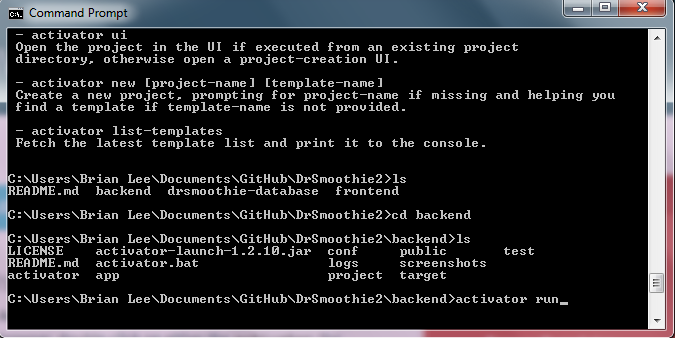 Command Prompt
- activator ui
Open the project in the UI if executed from an existing project
directory, otherwise open a project-creation UI.
- activator new [project-name] [template-name]
Create a new project, prompting for project-name if missing and helping you
find a template if template-name is not provided.
- activator list-templates
Fetch the latest template list and print it to the console.
C:\Users\Brian Lee\Documents\GitHub\DrSmoothie2>ls
README.md backend drsmoothie-database frontend
C:\Users\Brian Lee\Documents\GitHub\DrSmoothie2>cd backend
C:\Users\Brian Lee\Documents\GitHub\DrSmoothie2\backend>ls
LICENSE activator-launch-1.2.10.jar conf public test
README.md activator.bat logs screenshots
activator app project target
C:\Users\Brian Lee\Documents\GitHub\DrSmoothie2\backend>activator run_